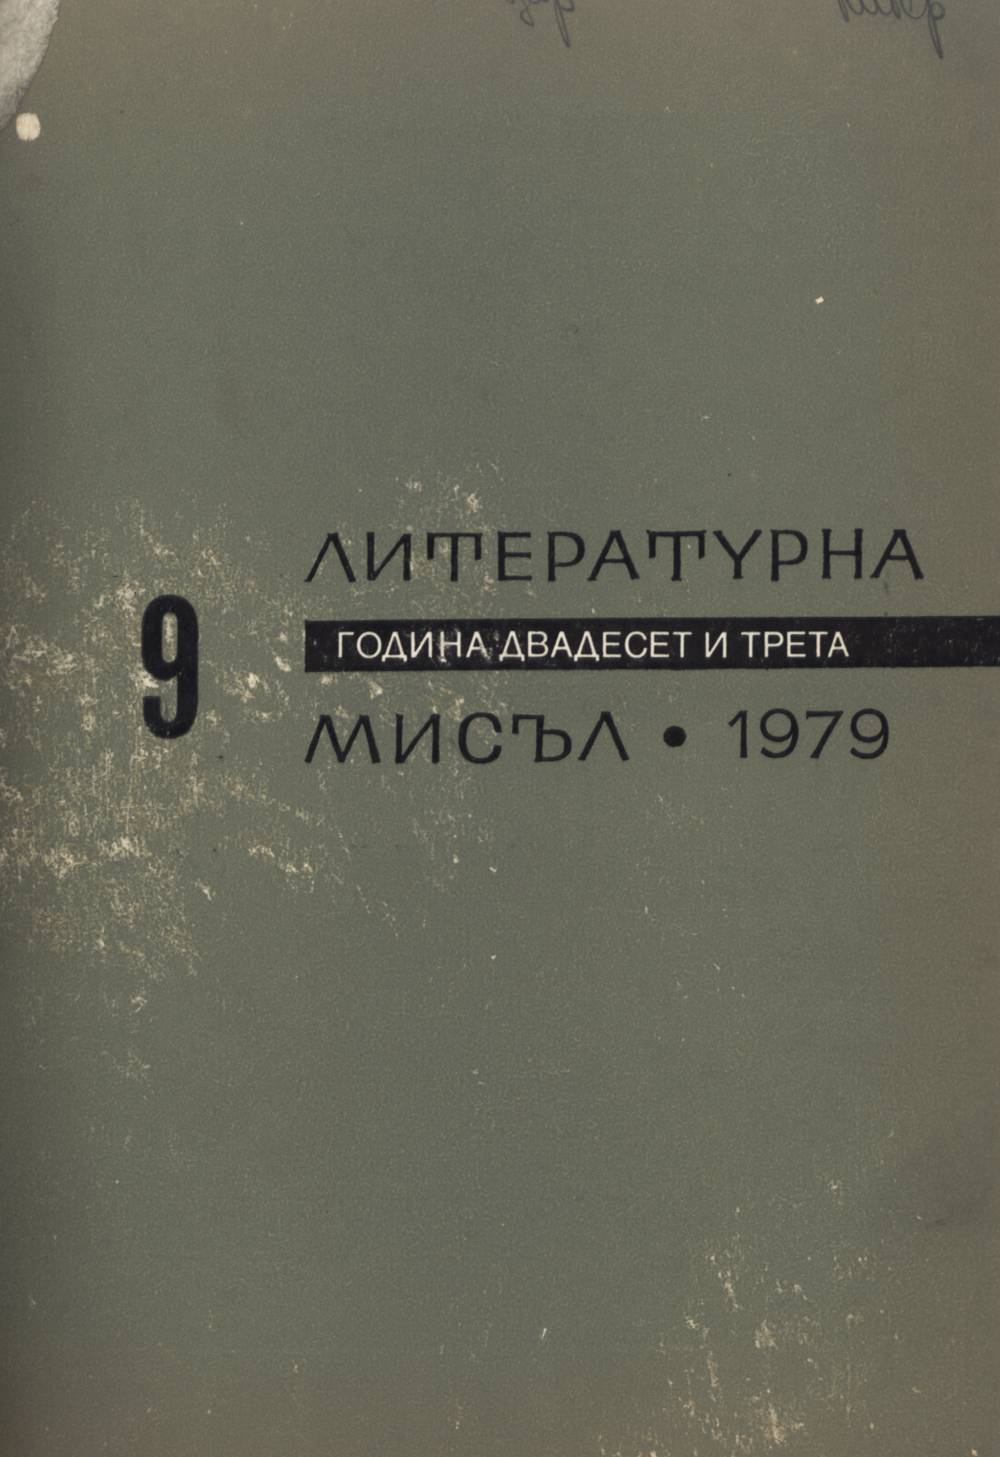 ЛИТЕРАТУРНА
9
ГОДИНА ДВАДЕСЕТ И ТРЕТА
МИСЪЛ • 1979